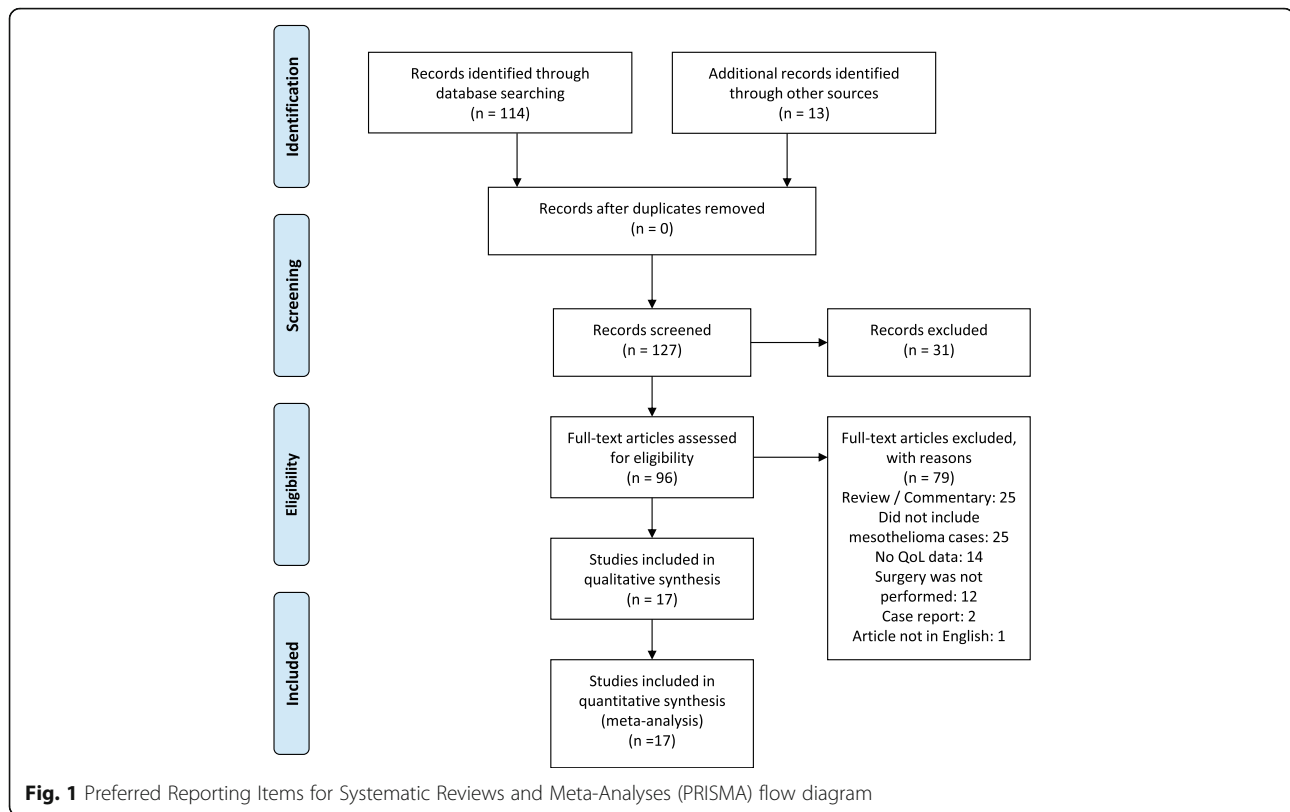 Identification
Records identified through
database searching
(n = 114)
Additional records identified
through other sources
(n = 13)
Records after duplicates removed
(n = 0)
Screening
Records screened
(n = 127)
Records excluded
(n = 31)
Eligibility
Full-text articles assessed
for eligibility
(n = 96)
Full-text articles excluded,
with reasons
(n = 79)
Review / Commentary: 25
Did not include
mesothelioma cases: 25
No QoL data: 14
Surgery was not
performed: 12
Case report: 2
Article not in English: 1
Studies included in
qualitative synthesis
(n = 17)
Included
Studies included in
quantitative synthesis
(meta-analysis)
(n =17)
Fig. 1 Preferred Reporting Items for Systematic Reviews and Meta-Analyses (PRISMA) flow diagram